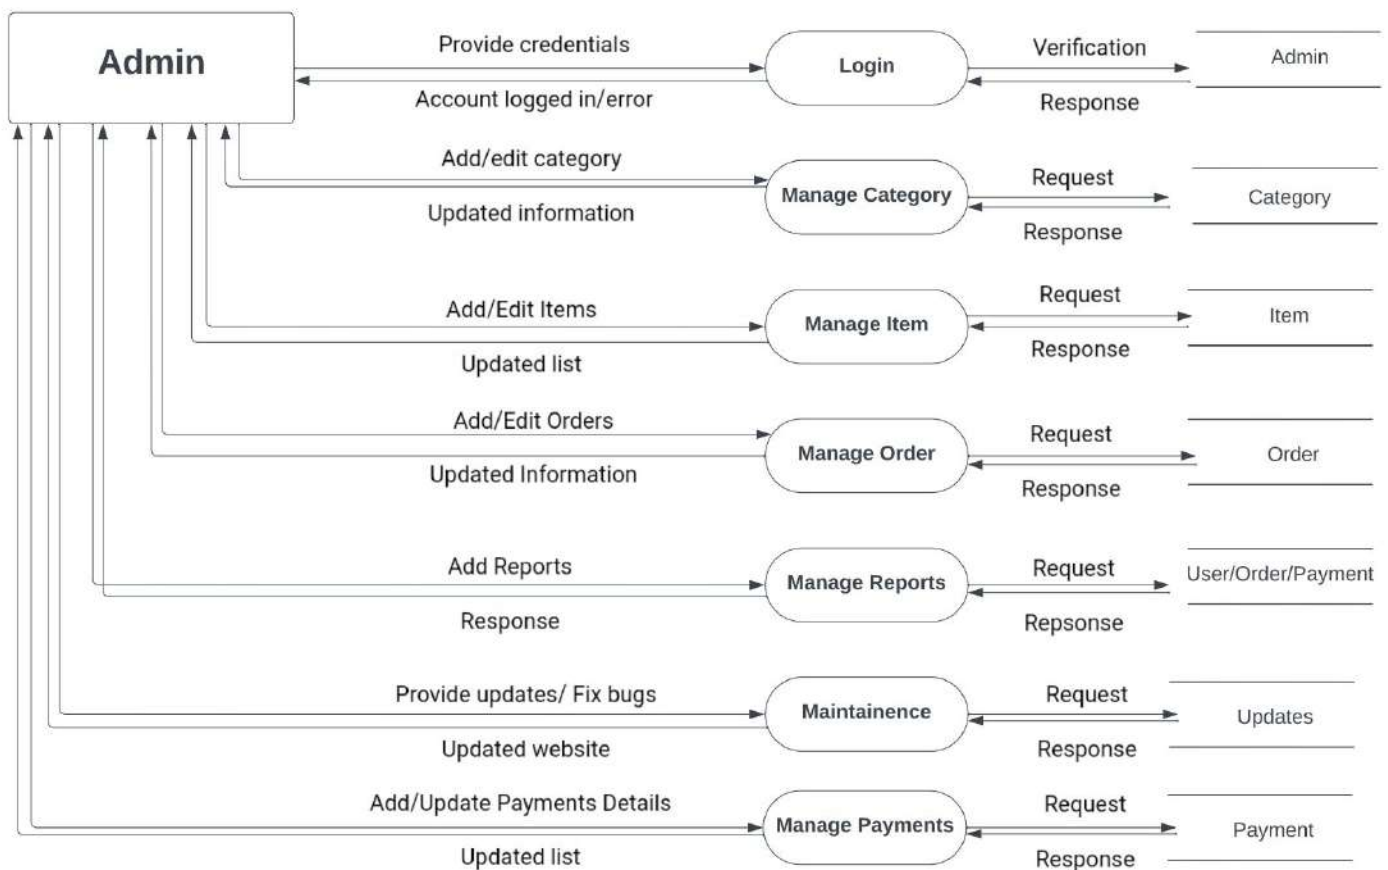 Admin
Provide credentials
Login
Verification
Admin
Account logged in/error
Response
Add/edit category
Manage Category
Request
Category
Updated information
Response
Add/Edit Items
Manage Item
Request
Item
Updated list
Response
Add/Edit Orders
Manage Order
Request
Order
Updated Information
Response
Add Reports
Manage Reports
Request
User/Order/Payment
Response
Repsonse
Provide updates/ Fix bugs
Maintainence
Request
Updates
Updated website
Response
Add/Update Payments Details
Manage Payments
Request
Payment
Updated list
Response